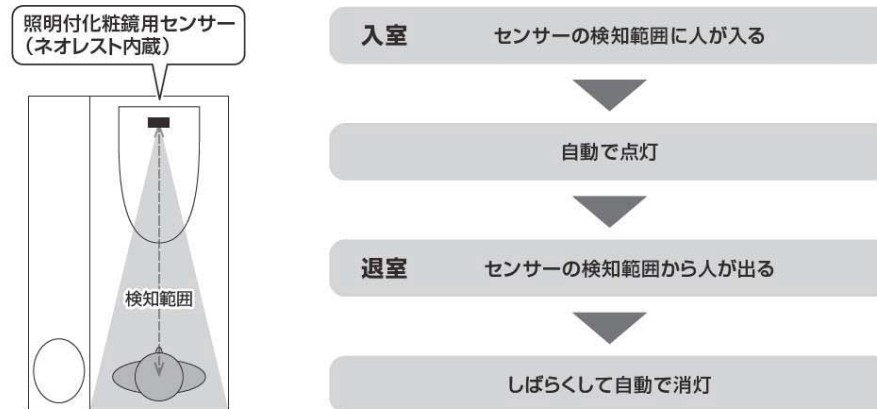 照明付化粧鏡用センサー
(ネオレスト内蔵)
検知範囲
入室 センサーの検知範囲に人が入る
自動で点灯
退室 センサーの検知範囲から人が出る
しばらくして自動で消灯